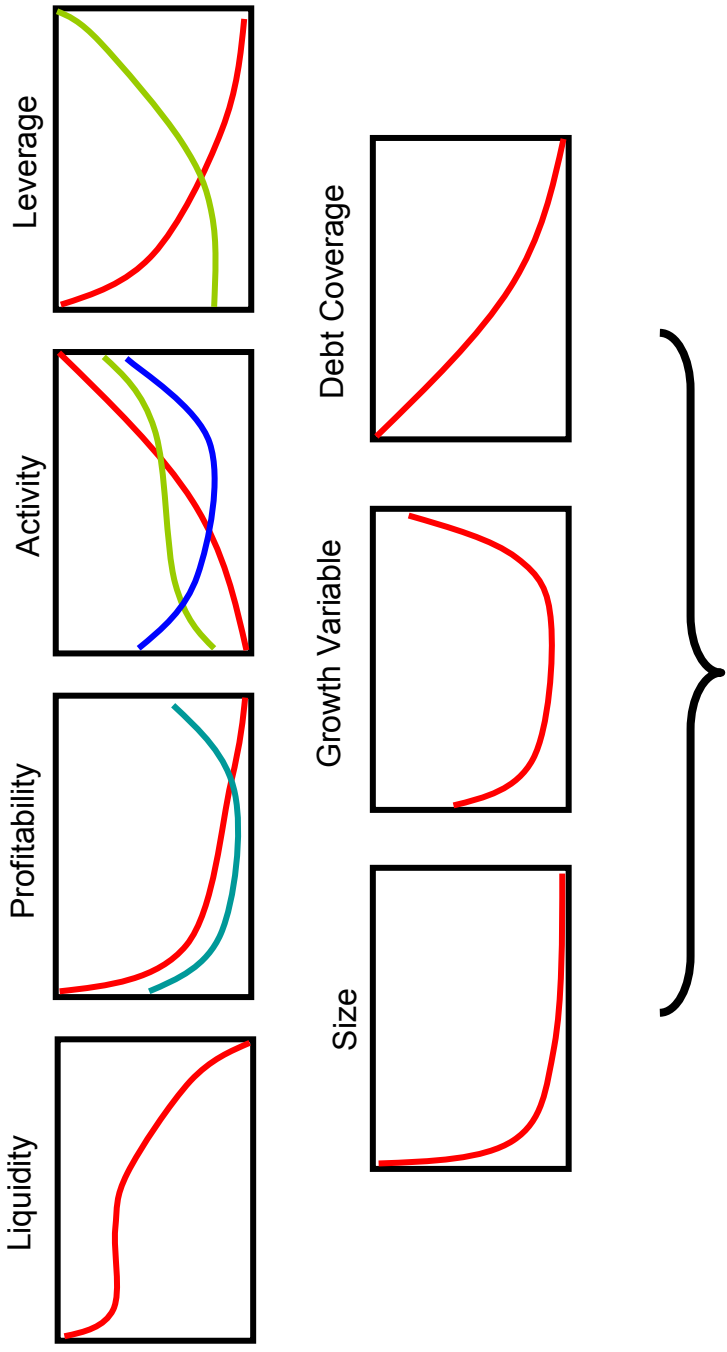 Liquidity
Profitability
Activity
Leverage
Size
Growth Variable
Debt Coverage